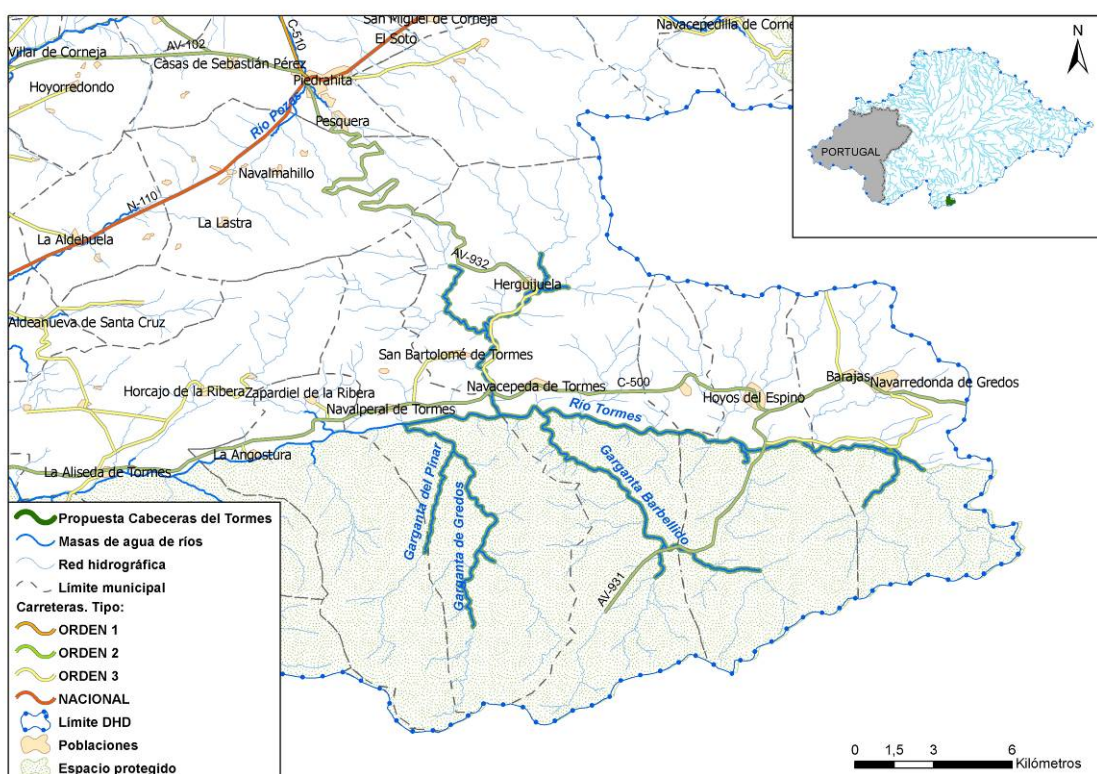 San Miguel de Corneja
El Soto
Navacepedilla de Corne
C-510
AV-102
Villar de Corneja
Casas de Sebastián Pérez
Hoyorredondo
Piedrahita
Río Pozas
Pesquera
N
PORTUGAL
Navalmahillo
N-110
La Lastra
La Aldehuela
AV-932
Herguijuela
Aldeanueva de Santa Cruz
San Bartolomé de Tormes
Horcajo de la Ribera
Zapardiel de la Ribera
Navacepeda de Tormes
C-500
Barajas
Navarredonda de Gredos
Hoyos del Espino
Navalperal de Tormes
Río Tormes
La Angostura
La Aliseda de Tormes
Garganta del Pinar
Garganta de Gredos
Garganta Barbellido
AV-931
Propuesta Cabeceras del Tormes
Masas de agua de ríos
Red hidrográfica
Límite municipal
Carreteras. Tipo:
ORDEN 1
ORDEN 2
ORDEN 3
NACIONAL
Límite DHD
Poblaciones
Espacio protegido
0 1,5 3 6
Kilómetros